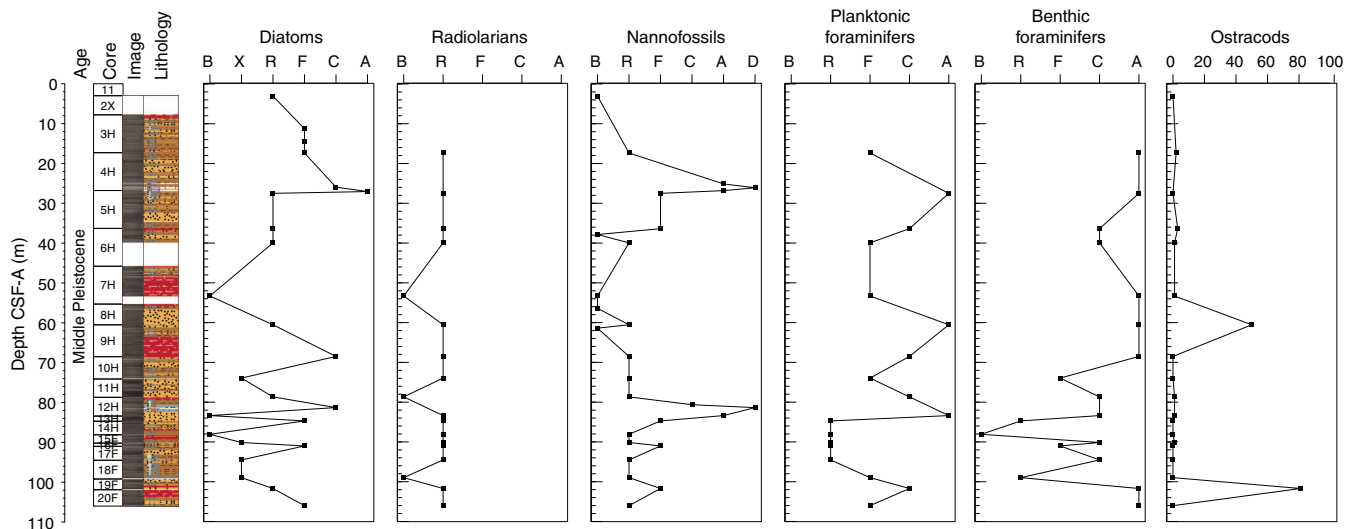 Planktonic
foraminifers
Benthic
foraminifers
Age
Core
Image
Lithology
Diatoms
Radiolarians
Nannofossils
Ostracods
B X R F C A
B R F C A
B R F C A D
B R F C A
B R F C A
0 20 40 60 80 100
Depth CSF-A (m)
0
10
20
30
40
50
60
70
80
90
100
110
Middle Pleistocene
11
2X
3H
4H
5H
6H
7H
8H
9H
10H
11H
12H
13H
14H
15F
17F
18F
19F
20F